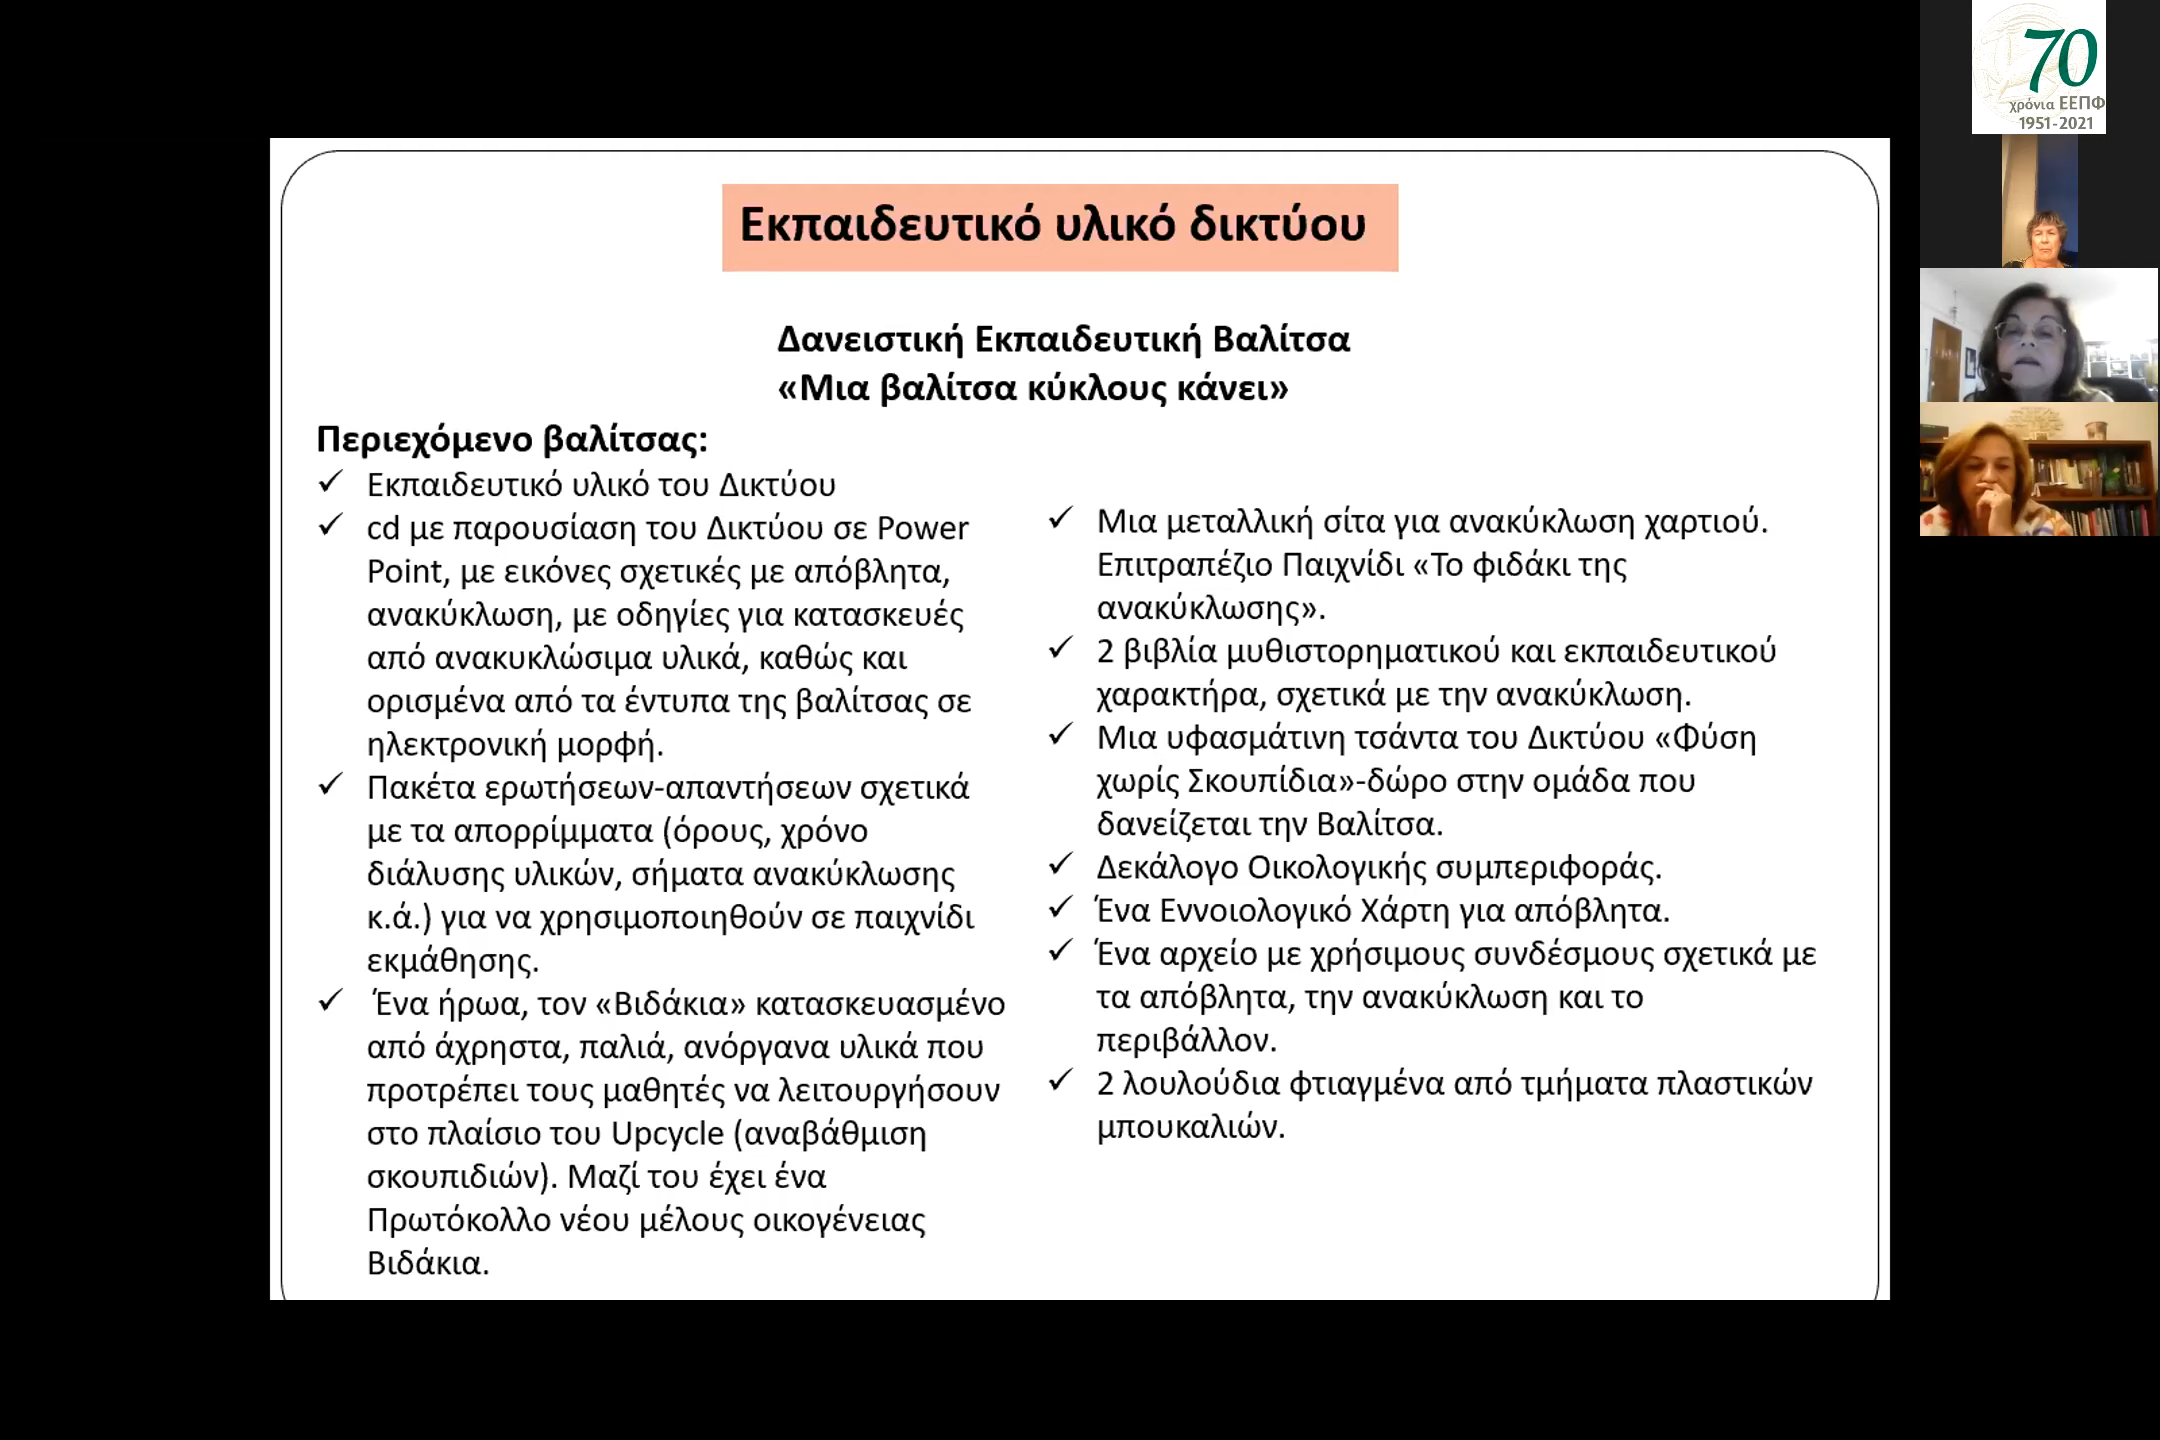 Εκπαιδευτικό υλικό δικτύου
Δανειστική Εκπαιδευτική Βαλίτσα
«Μια βαλίτσα κύκλους κάνει»
Περιεχόμενο βαλίτσας:
✓ Εκπαιδευτικό υλικό του Δικτύου
✓ cd με παρουσίαση του Δικτύου σε Power
Point, με εικόνες σχετικές με απόβλητα,
ανακύκλωση, με οδηγίες για κατασκευές
από ανακυκλώσιμα υλικά, καθώς και
ορισμένα από τα έντυπα της βαλίτσας σε
ηλεκτρονική μορφή.
✓ Πακέτα ερωτήσεων-απαντήσεων σχετικά
με τα απορρίμματα (όρους, χρόνο
διάλυσης υλικών, σήματα ανακύκλωσης
κ.ά.) για να χρησιμοποιηθούν σε παιχνίδι
εκμάθησης.
✓ Ένα ήρωα, τον «Βιδάκια» κατασκευασμένο
από άχρηστα, παλιά, ανόργανα υλικά που
προτρέπει τους μαθητές να λειτουργήσουν
στο πλαίσιο του Upcycle (αναβάθμιση
σκουπιδιών). Μαζί του έχει ένα
Πρωτόκολλο νέου μέλους οικογένειας
Βιδάκια.
✓ Μια μεταλλική σίτα για ανακύκλωση χαρτιού.
Επιτραπέζιο Παιχνίδι «Το φιδάκι της
ανακύκλωσης».
✓ 2 βιβλία μυθιστορηματικού και εκπαιδευτικού
χαρακτήρα, σχετικά με την ανακύκλωση.
✓ Μια υφασμάτινη τσάντα του Δικτύου «Φύση
χωρίς Σκουπίδια»-δώρο στην ομάδα που
δανείζεται την Βαλίτσα.
✓ Δεκάλογο Οικολογικής συμπεριφοράς.
✓ Ένα Εννοιολογικό Χάρτη για απόβλητα.
✓ Ένα αρχείο με χρήσιμους συνδέσμους σχετικά με
τα απόβλητα, την ανακύκλωση και το
περιβάλλον.
✓ 2 λουλούδια φτιαγμένα από τμήματα πλαστικών
μπουκαλιών.
70
χρόνια ΕΕΠΦ
1951-2021